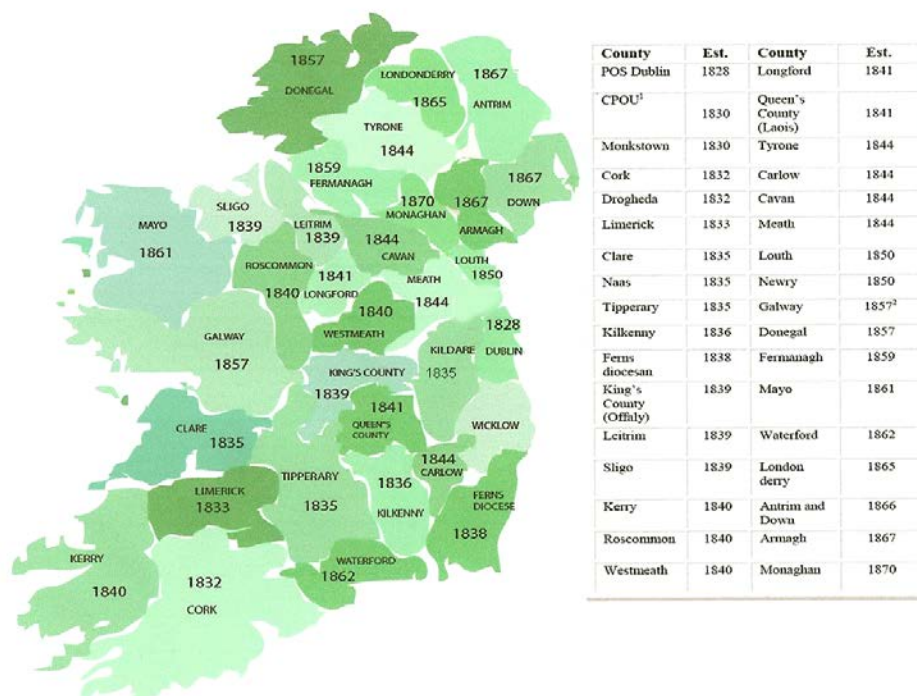 1857
DONEGAL
LONDONDERRY
1865
1867
ANTRIM
TYRONE
1844
1859
FERMANAGH
1870
MONAGHAN
1867
ARMAGH
1867
DOWN
MAYO
1861
SLIGO
1839
LEITRIM
1839
1844
CAVAN
LOUTH
1850
ROSCOMMON
1840
1841
LONGFORD
MEATH
1844
1840
WESTMEATH
1828
DUBLIN
GALWAY
1857
KILDARE
1835
KING'S COUNTY
1839
1841
QUEEN'S
COUNTY
WICKLOW
CLARE
1835
1844
CARLOW
TIPPERARY
1835
1836
KILKENNY
LIMERICK
1833
FERNS
DIOCESE
1838
KERRY
1840
WATERFORD
1862
1832
CORK
County Est. County Est.
POS Dublin 1828 Longford 1841
CPOU¹ 1830 Queen's
County
(Laois) 1841
Monkstown 1830 Tyrone 1844
Cork 1832 Carlow 1844
Drogheda 1832 Cavan 1844
Limerick 1833 Meath 1844
Clare 1835 Louth 1850
Naas 1835 Newry 1850
Tipperary 1835 Galway 1857²
Kilkenny 1836 Donegal 1857
Ferns
diocesan 1838 Fermanagh 1859
King's
County
(Offaly) 1839 Mayo 1861
Leitrim 1839 Waterford 1862
Sligo 1839 London
derry 1865
Kerry 1840 Antrim and
Down 1866
Roscommon 1840 Armagh 1867
Westmeath 1840 Monaghan 1870